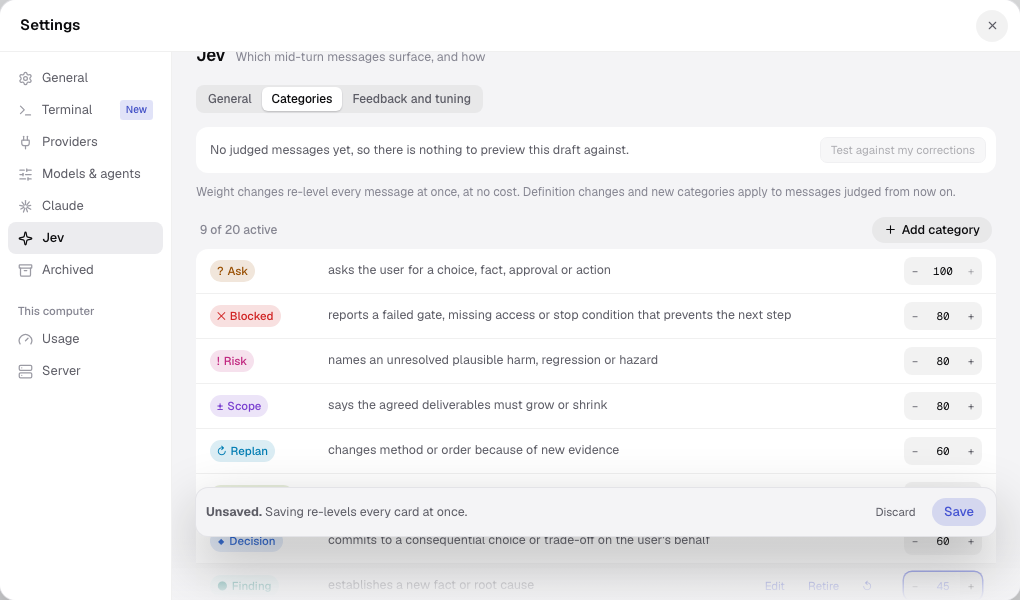 Settings
General
Terminal New
Providers
Models & agents
Claude
Jev
Archived
This computer
Usage
Server
Jev Which mid-turn messages surface, and how
General Categories Feedback and tuning
No judged messages yet, so there is nothing to preview this draft against. Test against my corrections
Weight changes re-level every message at once, at no cost. Definition changes and new categories apply to messages judged from now on.
9 of 20 active + Add category
? Ask asks the user for a choice, fact, approval or action − 100 +
Blocked reports a failed gate, missing access or stop condition that prevents the next step − 80 +
! Risk names an unresolved plausible harm, regression or hazard − 80 +
± Scope says the agreed deliverables must grow or shrink − 80 +
Replan changes method or order because of new evidence − 60 +
Unsaved. Saving re-levels every card at once. Discard Save
Decision commits to a consequential choice or trade-off on the user's behalf − 60 +
Finding establishes a new fact or root cause Edit Retire − 45 +